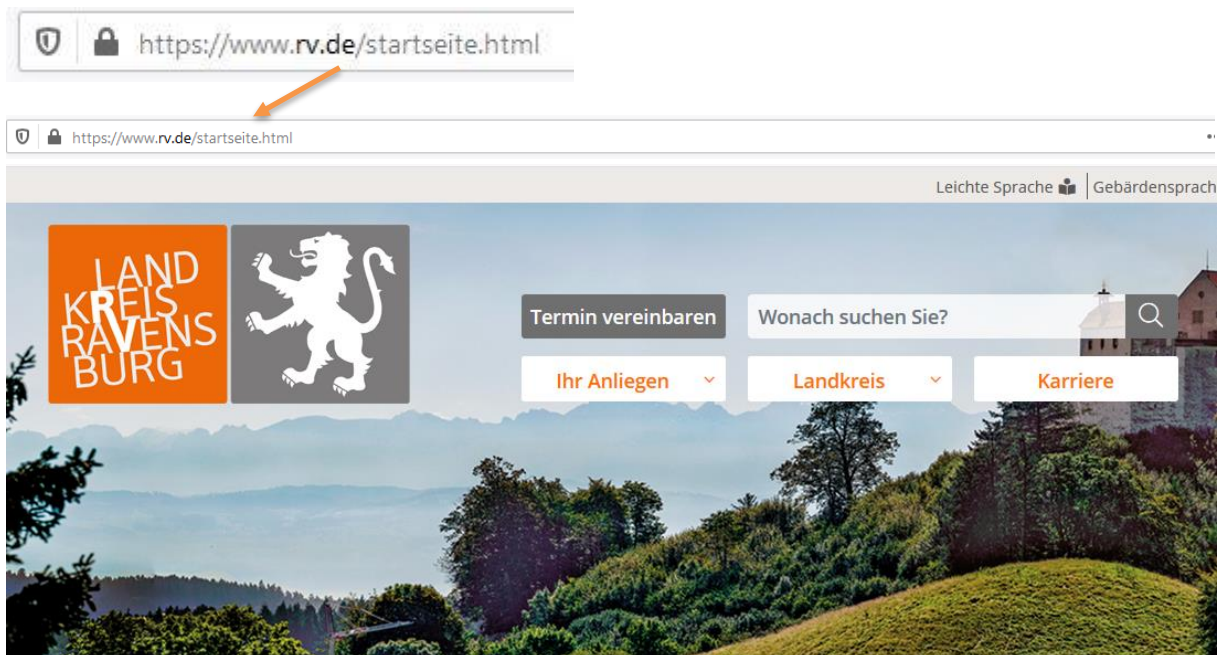 https://www.rv.de/startseite.html
https://www.rv.de/startseite.html
Leichte Sprache
Gebärdensprach
LAND
KREIS
RAVENS
BURG
Termin vereinbaren
Wonach suchen Sie?
Ihr Anliegen
Landkreis
Karriere